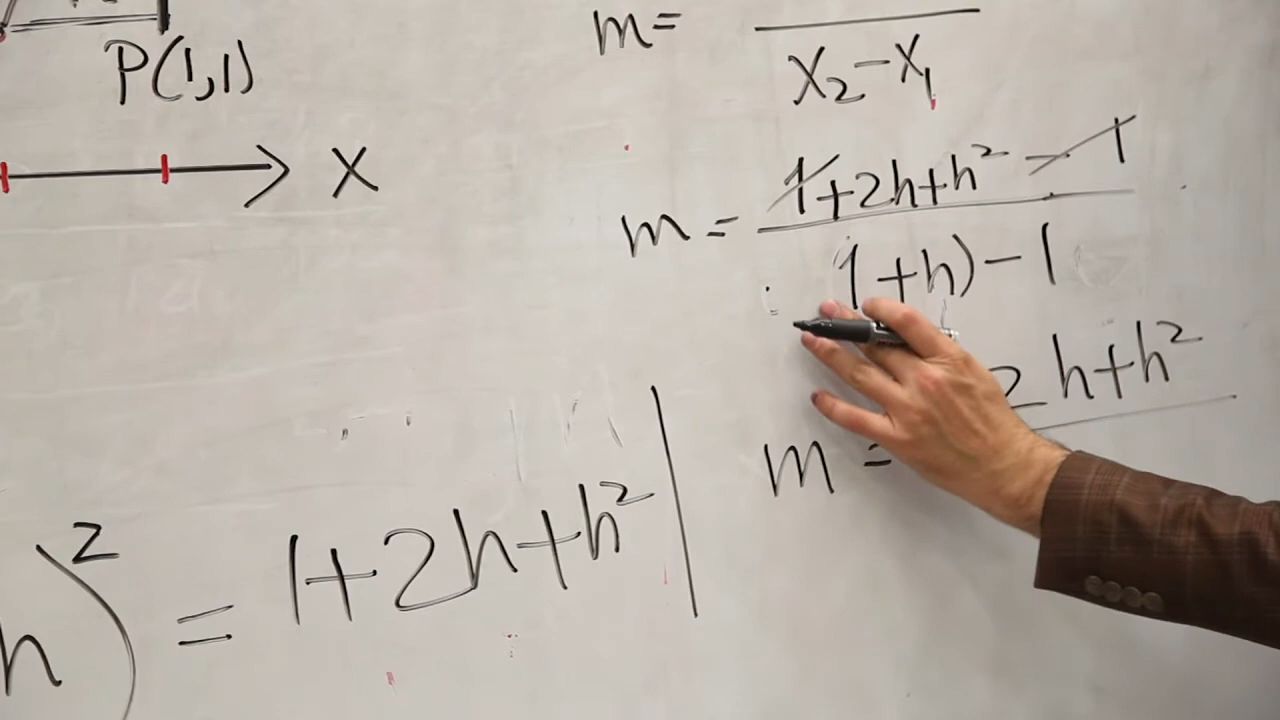 P(1,1)
X
m=
X₂-X₁
m = 1+2h+h² - 1
(1+h)-1
2h+h²
m =
h)² = 1+2h+h²